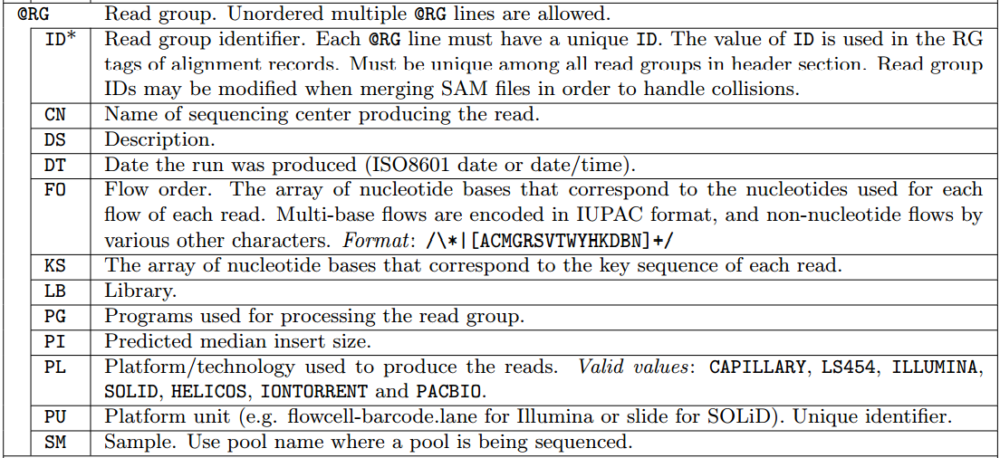 @RG Read group. Unordered multiple @RG lines are allowed.
ID* Read group identifier. Each @RG line must have a unique ID. The value of ID is used in the RG
tags of alignment records. Must be unique among all read groups in header section. Read group
IDs may be modified when merging SAM files in order to handle collisions.
CN Name of sequencing center producing the read.
DS Description.
DT Date the run was produced (ISO8601 date or date/time).
FO Flow order. The array of nucleotide bases that correspond to the nucleotides used for each
flow of each read. Multi-base flows are encoded in IUPAC format, and non-nucleotide flows by
various other characters. Format: /\*|[ACMGRSVTWYHKDBN]+/
KS The array of nucleotide bases that correspond to the key sequence of each read.
LB Library.
PG Programs used for processing the read group.
PI Predicted median insert size.
PL Platform/technology used to produce the reads. Valid values: CAPILLARY, LS454, ILLUMINA,
SOLID, HELICOS, IONTORRENT and PACBIO.
PU Platform unit (e.g. flowcell-barcode.lane for Illumina or slide for SOLiD). Unique identifier.
SM Sample. Use pool name where a pool is being sequenced.